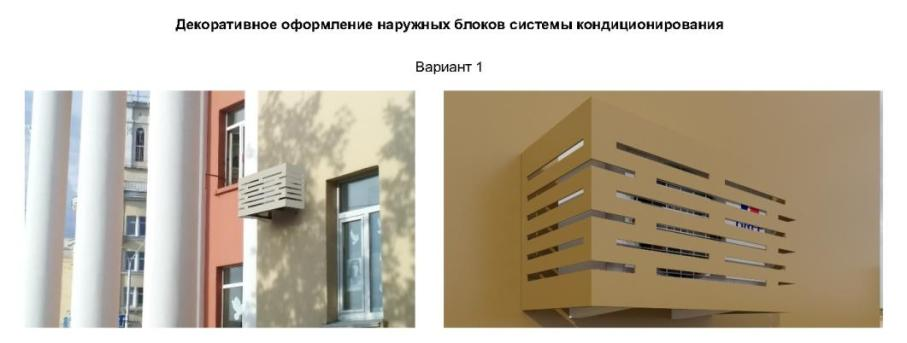 Декоративное оформление наружных блоков системы кондиционирования
Вариант 1